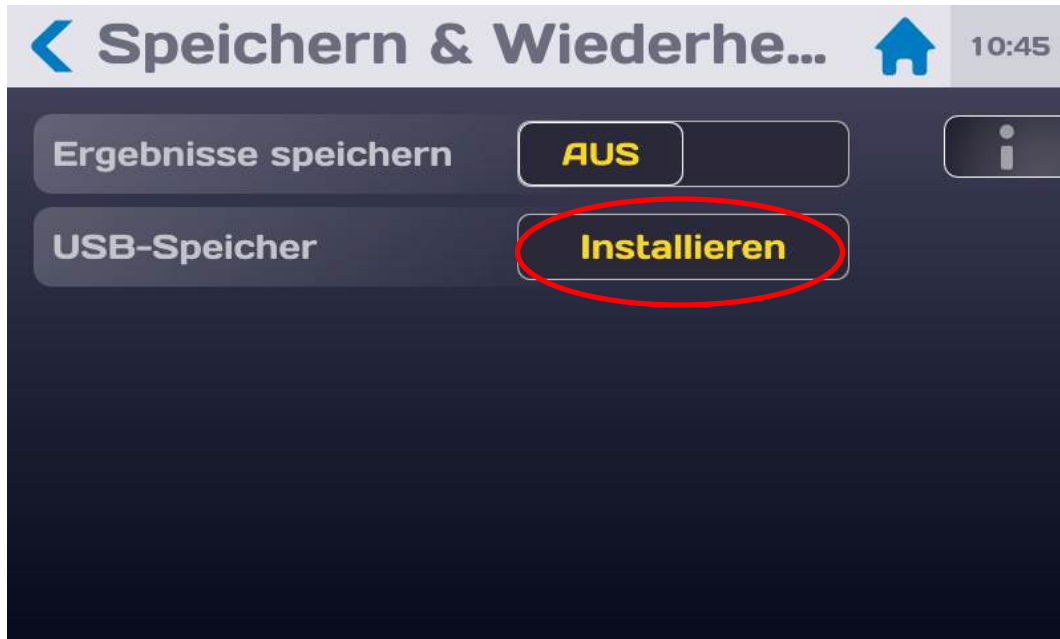 Speichern & Wiederhe...
10:45
Ergebnisse speichern
AUS
USB-Speicher
Installieren